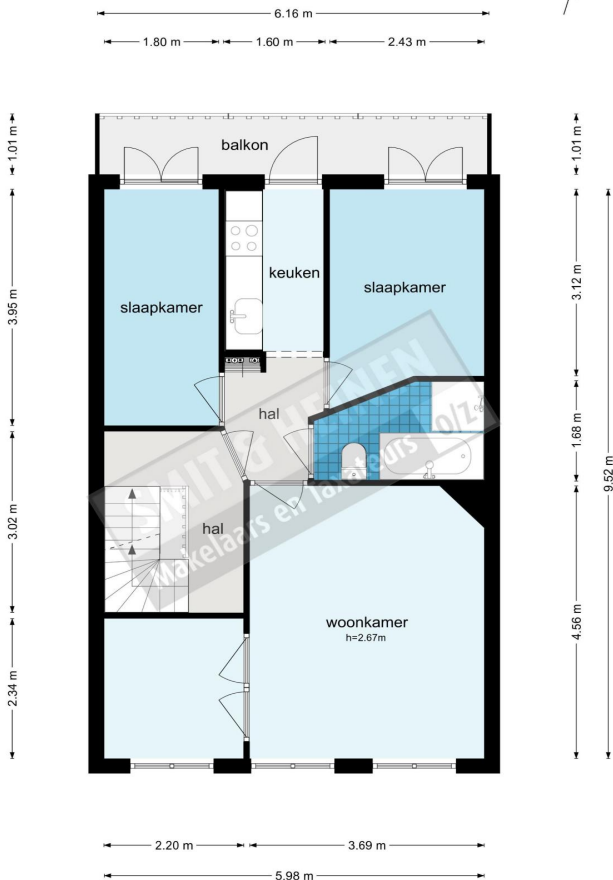 6.16 m
1.80 m 1.60 m 2.43 m
1.01 m
balkon
1.01 m
3.95 m
slaapkamer
keuken
slaapkamer
3.12 m
9.52 m
hal
1.68 m
SMIT & HEINEN
Makelaars en Taxateurs O/Z
3.02 m
hal
woonkamer
h=2.67m
4.56 m
2.34 m
2.20 m 3.69 m
5.98 m